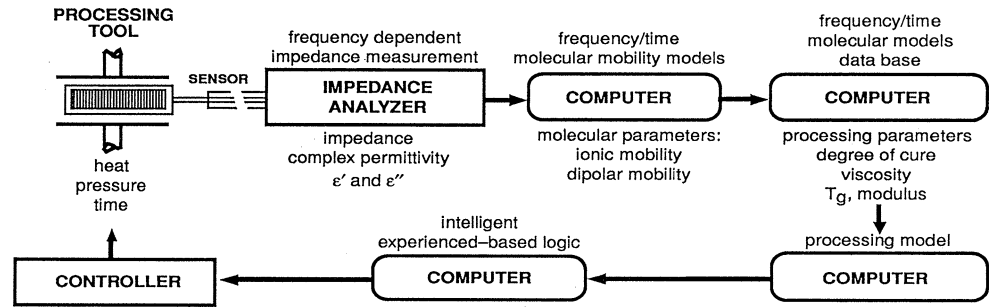 PROCESSING
TOOL
SENSOR
heat
pressure
time
frequency dependent
impedance measurement
IMPEDANCE
ANALYZER
impedance
complex permittivity
ε′ and ε″
frequency/time
molecular mobility models
COMPUTER
molecular parameters:
ionic mobility
dipolar mobility
frequency/time
molecular models
data base
COMPUTER
processing parameters
degree of cure
viscosity
Tg, modulus
processing model
COMPUTER
intelligent
experienced–based logic
COMPUTER
CONTROLLER